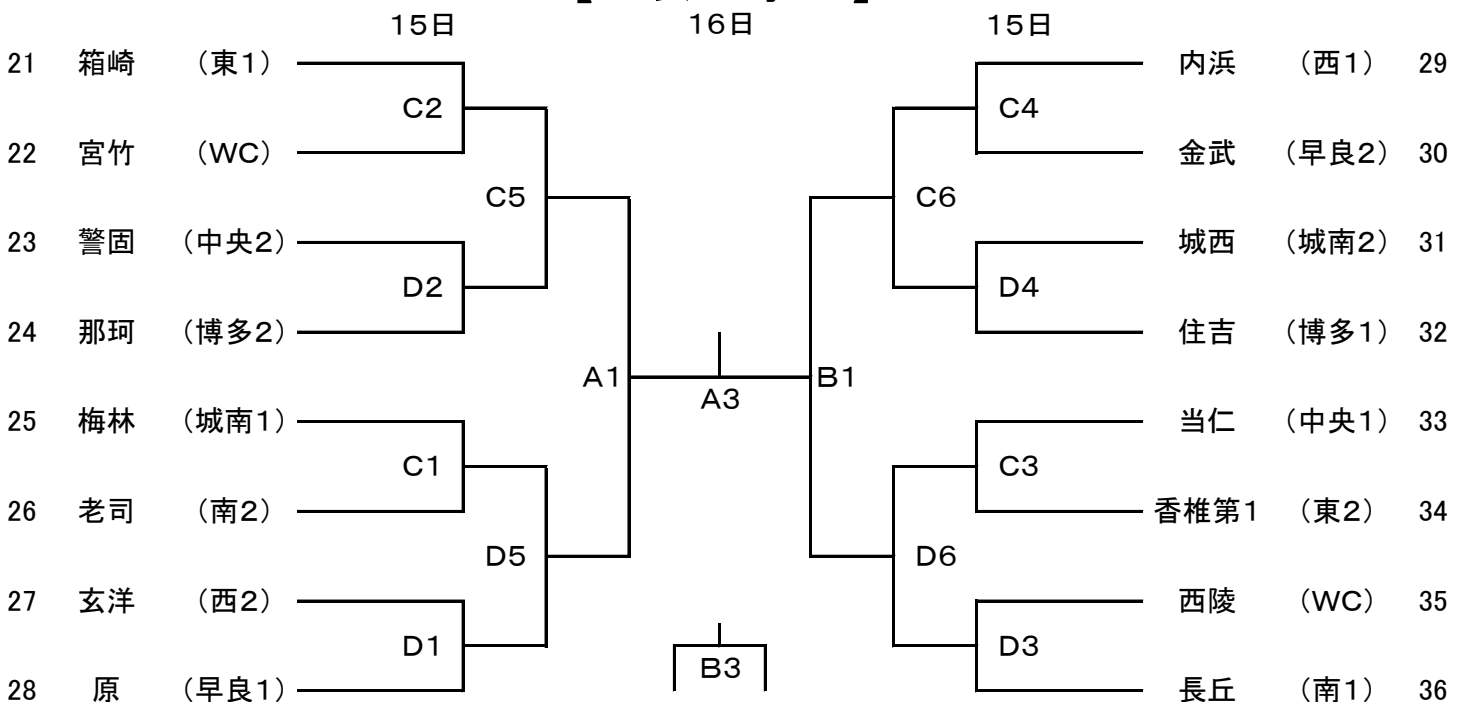 15日 16日 15日
21 箱崎 （東1） 内浜 （西1） 29
C2 C4
22 宮竹 （WC） 金武 （早良2） 30
C5 C6
23 警固 （中央2） 城西 （城南2） 31
D2 D4
24 那珂 （博多2） 住吉 （博多1） 32
A1 A3 B1
25 梅林 （城南1） 当仁 （中央1） 33
C1 C3
26 老司 （南2） 香椎第1 （東2） 34
D5 D6
27 玄洋 （西2） 西陵 （WC） 35
D1 B3 D3
28 原 （早良1） 長丘 （南1） 36